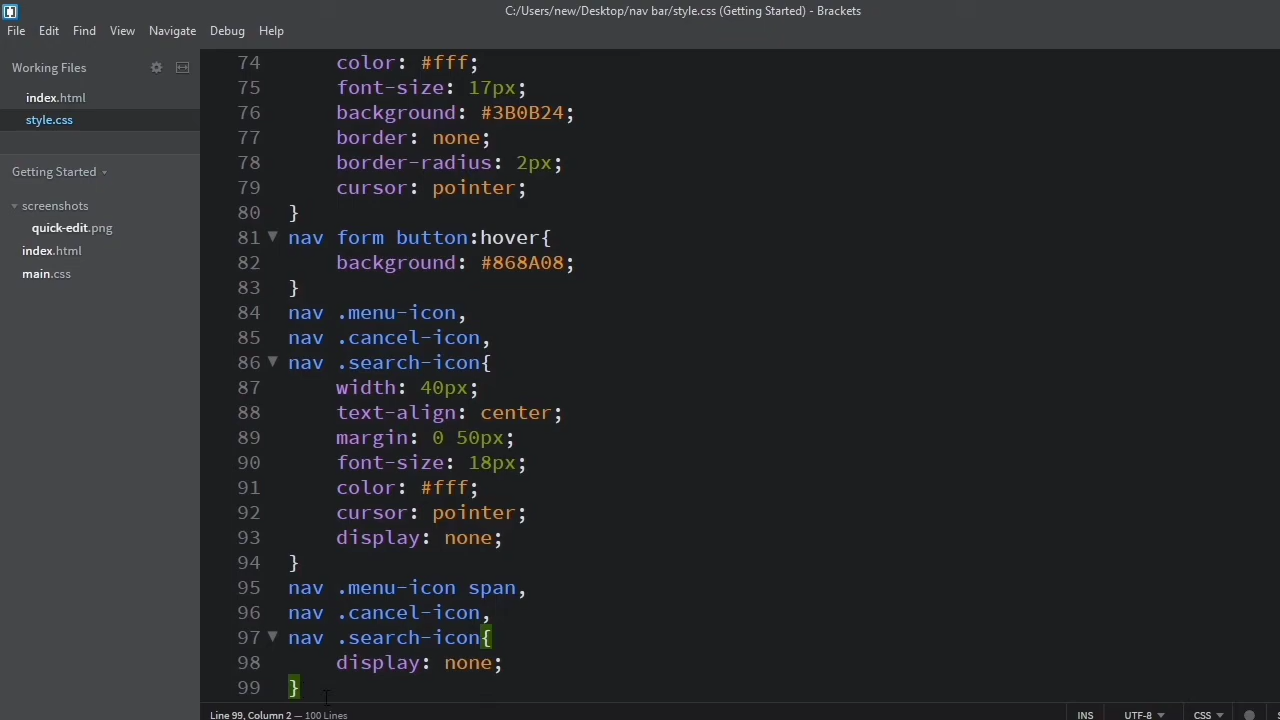 C:/Users/new/Desktop/nav bar/style.css (Getting Started) - Brackets
File Edit Find View Navigate Debug Help
Working Files
index.html
style.css
Getting Started
screenshots
quick-edit.png
index.html
main.css
74 color: #fff;
75 font-size: 17px;
76 background: #3B0B24;
77 border: none;
78 border-radius: 2px;
79 cursor: pointer;
80 }
81 nav form button:hover{
82 background: #868A08;
83 }
84 nav .menu-icon,
85 nav .cancel-icon,
86 nav .search-icon{
87 width: 40px;
88 text-align: center;
89 margin: 0 50px;
90 font-size: 18px;
91 color: #fff;
92 cursor: pointer;
93 display: none;
94 }
95 nav .menu-icon span,
96 nav .cancel-icon,
97 nav .search-icon{
98 display: none;
99 }
Line 99, Column 2 — 100 Lines
INS UTF-8 CSS